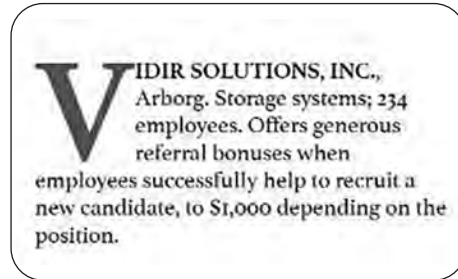 VIDIR SOLUTIONS, INC.,
Arborg. Storage systems; 234
employees. Offers generous
referral bonuses when
employees successfully help to recruit a
new candidate, to $1,000 depending on the
position.